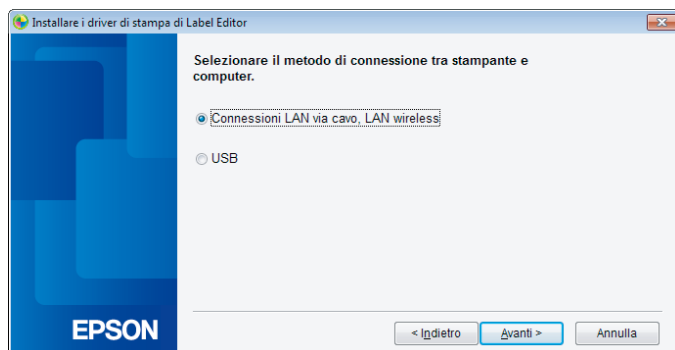 Installare i driver di stampa di Label Editor
Selezionare il metodo di connessione tra stampante e
computer.
Connessioni LAN via cavo, LAN wireless
USB
EPSON
< Indietro
Avanti >
Annulla